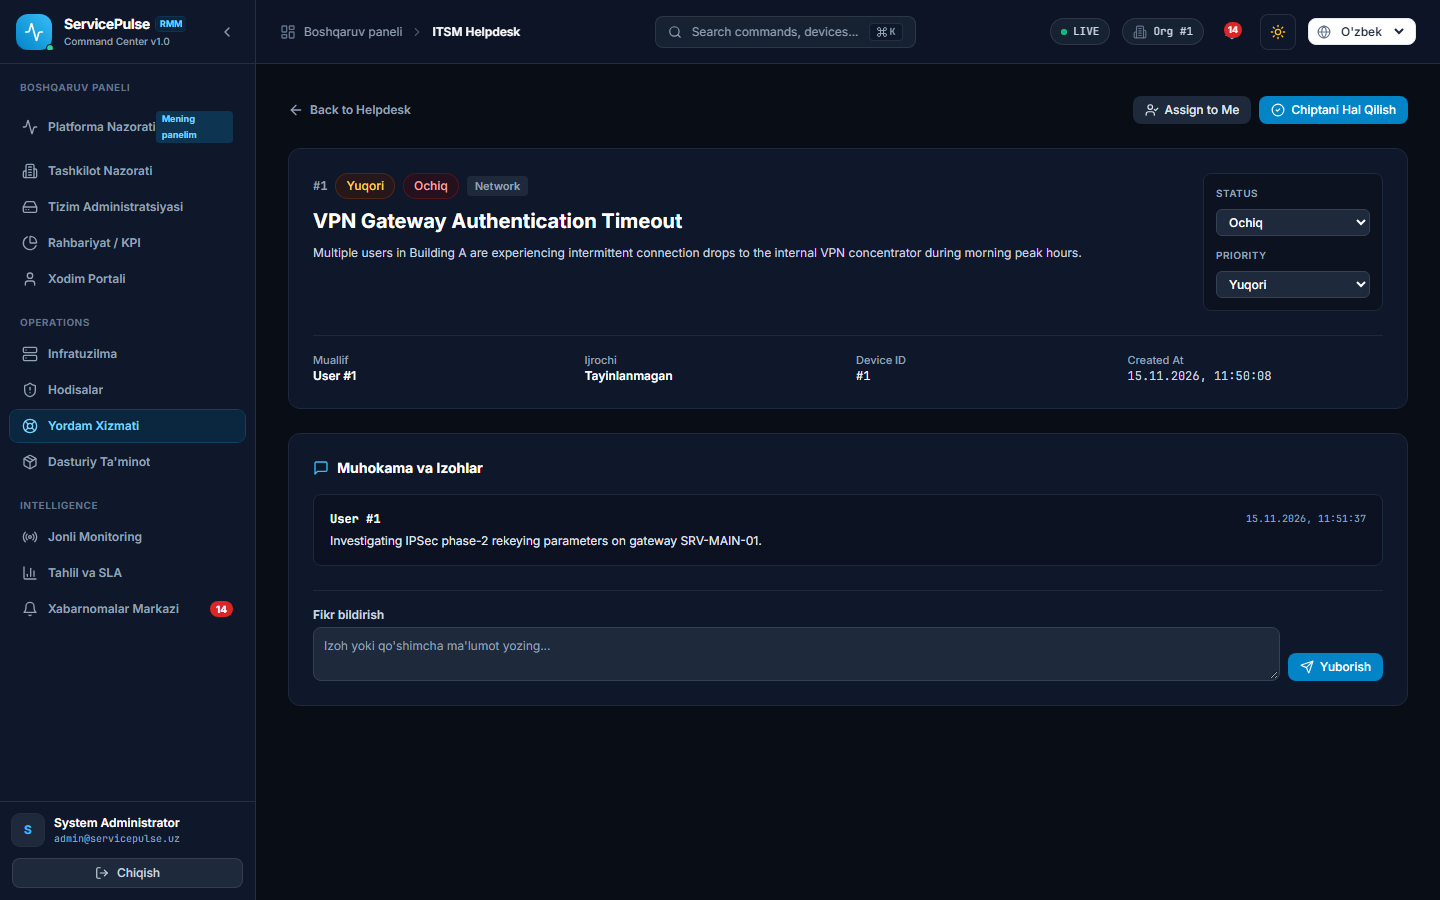 ServicePulse RMM
Command Center v1.0
BOSHQARUV PANELI
Platforma Nazorati
Mening
panelim
Tashkilot Nazorati
Tizim Administratsiyasi
Rahbariyat / KPI
Xodim Portali
OPERATIONS
Infratuzilma
Hodisalar
Yordam Xizmati
Dasturiy Ta'minot
INTELLIGENCE
Jonli Monitoring
Tahlil va SLA
Xabarnomalar Markazi 14
S
System Administrator
admin@servicepulse.uz
Chiqish
Boshqaruv paneli > ITSM Helpdesk
Search commands, devices... ⌘K
LIVE
Org #1
14
O'zbek
Back to Helpdesk
Assign to Me
Chiptani Hal Qilish
#1 Yuqori Ochiq Network
VPN Gateway Authentication Timeout
Multiple users in Building A are experiencing intermittent connection drops to the internal VPN concentrator during morning peak hours.
STATUS
Ochiq
PRIORITY
Yuqori
Muallif
User #1
Ijrochi
Tayinlanmagan
Device ID
#1
Created At
15.11.2026, 11:50:08
Muhokama va Izohlar
User #1 15.11.2026, 11:51:37
Investigating IPSec phase-2 rekeying parameters on gateway SRV-MAIN-01.
Fikr bildirish
Izoh yoki qo'shimcha ma'lumot yozing...
Yuborish